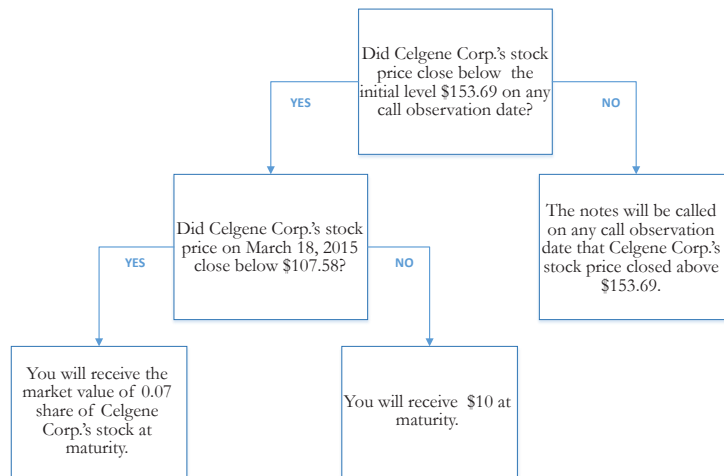 Did Celgene Corp.'s stock
price close below the
initial level $153.69 on any
call observation date?
YES
NO
Did Celgene Corp.'s stock
price on March 18, 2015
close below $107.58?
The notes will be called
on any call observation
date that Celgene Corp.'s
stock price closed above
$153.69.
YES
NO
You will receive the
market value of 0.07
share of Celgene
Corp.'s stock at
maturity.
You will receive $10 at
maturity.